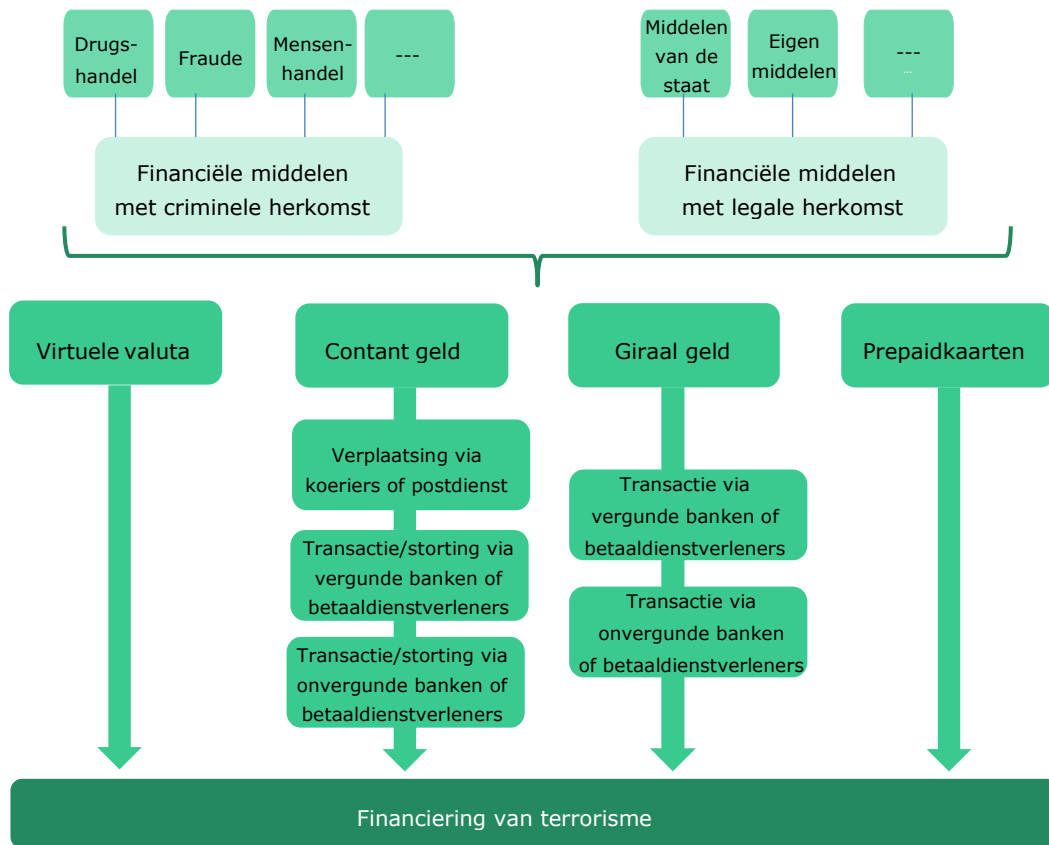 Drugs-
handel
Fraude
Mensen-
handel
---
Middelen
van de
staat
Eigen
middelen
---
...
Financiële middelen
met criminele herkomst
Financiële middelen
met legale herkomst
Virtuele valuta
Contant geld
Giraal geld
Prepaidkaarten
Verplaatsing via
koeriers of postdienst
Transactie/storting via
vergunde banken of
betaaldienstverleners
Transactie/storting via
onvergunde banken of
betaaldienstverleners
Transactie via
vergunde banken of
betaaldienstverleners
Transactie via
onvergunde banken
of betaaldienstverleners
Financiering van terrorisme